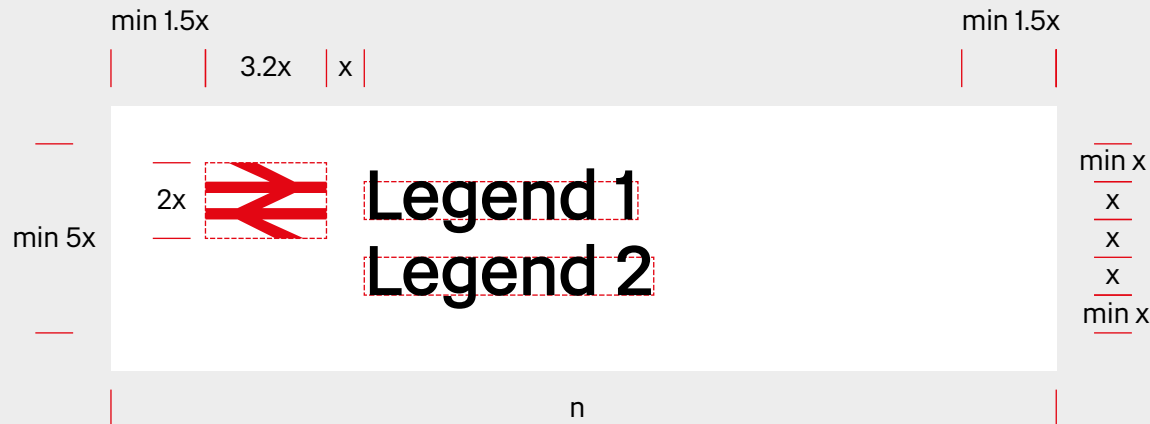 min 1.5x
min 1.5x
3.2x
x
min x
2x
Legend 1
x
min 5x
x
Legend 2
x
min x
n